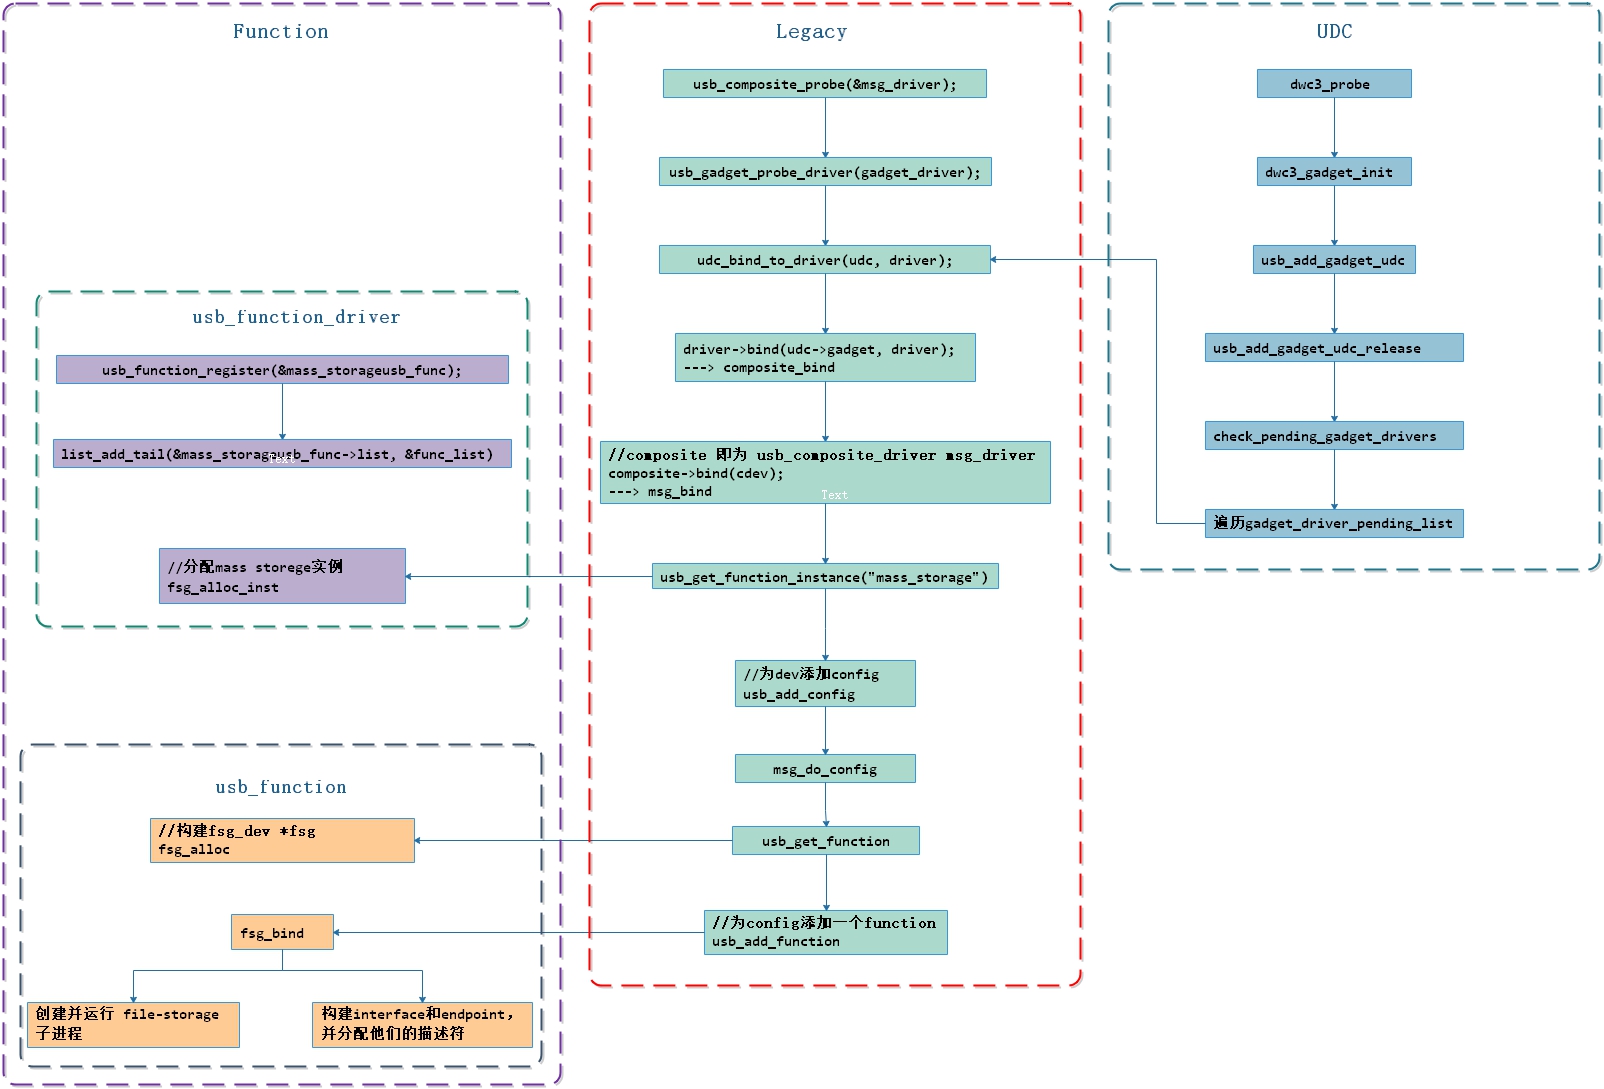 Function
usb_function_driver
usb_function_register(&mass_storageusb_func);
list_add_tail(&mass_storageusb_func->list, &func_list)
Text
//分配mass storege实例
fsg_alloc_inst
usb_function
//构建fsg_dev *fsg
fsg_alloc
fsg_bind
创建并运行 file-storage
子进程
构建interface和endpoint,
并分配他们的描述符
Legacy
usb_composite_probe(&msg_driver);
usb_gadget_probe_driver(gadget_driver);
udc_bind_to_driver(udc, driver);
driver->bind(udc->gadget, driver);
---> composite_bind
//composite 即为 usb_composite_driver msg_driver
composite->bind(cdev);
---> msg_bind
Text
usb_get_function_instance("mass_storage")
//为dev添加config
usb_add_config
msg_do_config
usb_get_function
//为config添加一个function
usb_add_function
UDC
dwc3_probe
dwc3_gadget_init
usb_add_gadget_udc
usb_add_gadget_udc_release
check_pending_gadget_drivers
遍历gadget_driver_pending_list